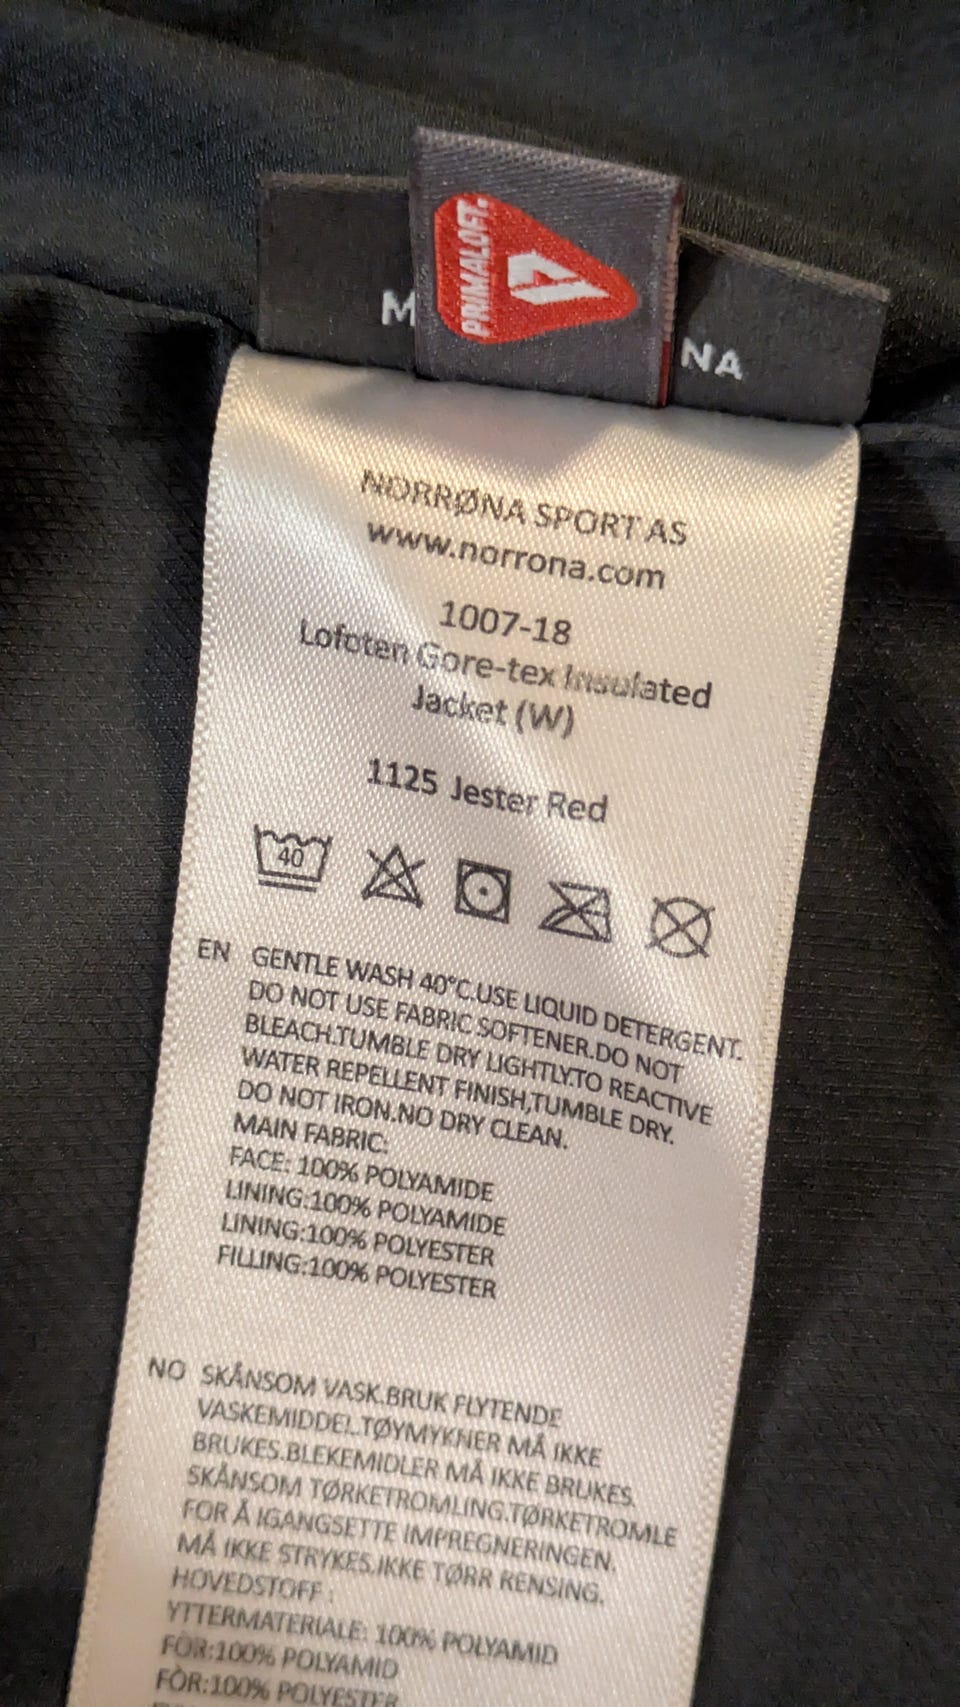 PRIMALOFT.
M
NA
NORRØNA SPORT AS
www.norrona.com
1007-18
Lofoten Gore-tex Insulated
Jacket (W)
1125 Jester Red
40
EN GENTLE WASH 40°C.USE LIQUID DETERGENT.
DO NOT USE FABRIC SOFTENER.DO NOT
BLEACH.TUMBLE DRY LIGHTLY.TO REACTIVE
WATER REPELLENT FINISH,TUMBLE DRY.
DO NOT IRON.NO DRY CLEAN.
MAIN FABRIC:
FACE: 100% POLYAMIDE
LINING:100% POLYAMIDE
LINING:100% POLYESTER
FILLING:100% POLYESTER
NO SKÅNSOM VASK.BRUK FLYTENDE
VASKEMIDDEL.TØYMYKNER MÅ IKKE
BRUKES.BLEKEMIDLER MÅ IKKE BRUKES.
SKÅNSOM TØRKETROMLING.TØRKETROMLE
FOR Å IGANGSETTE IMPREGNERINGEN.
MÅ IKKE STRYKES.IKKE TØRR RENSING.
HOVEDSTOFF :
YTTERMATERIALE: 100% POLYAMID
FÒR:100% POLYAMID
FÒR:100% POLYESTER